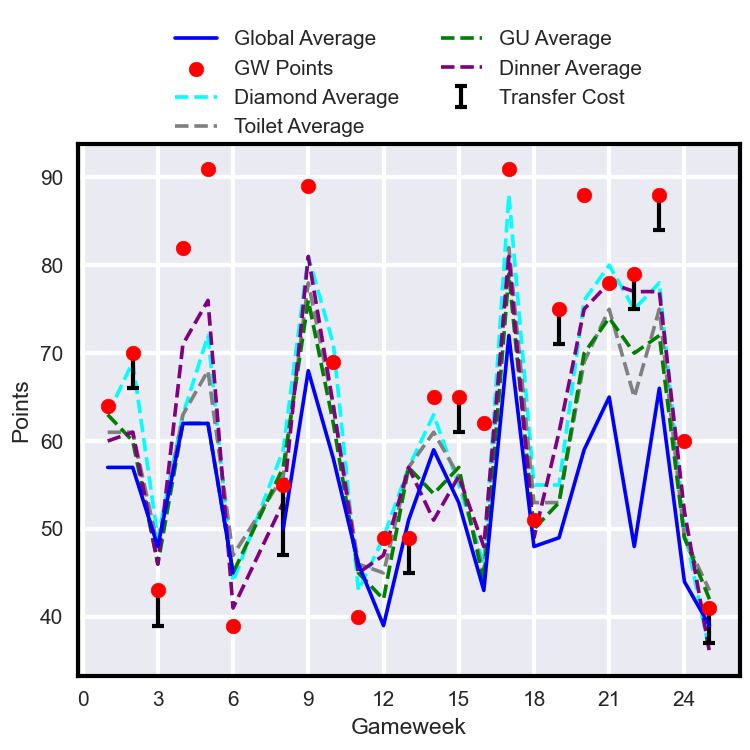 Global Average
GW Points
Diamond Average
Toilet Average
GU Average
Dinner Average
Transfer Cost
Points
90
80
70
60
50
40
0 3 6 9 12 15 18 21 24
Gameweek